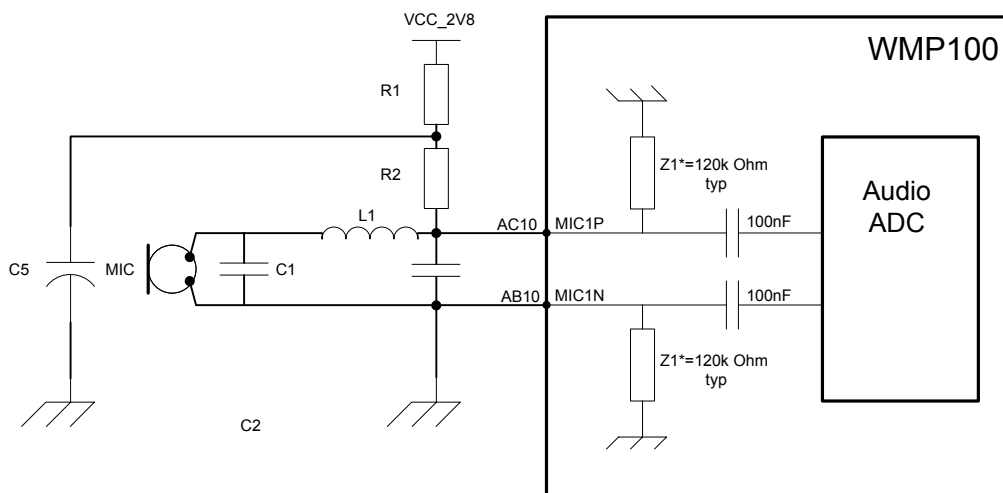 VCC_2V8
WMP100
R1
Z1*=120k Ohm
typ
R2
Audio
ADC
L1
AC10
MIC1P
100nF
C5
MIC
C1
AB10
MIC1N
100nF
Z1*=120k Ohm
typ
C2